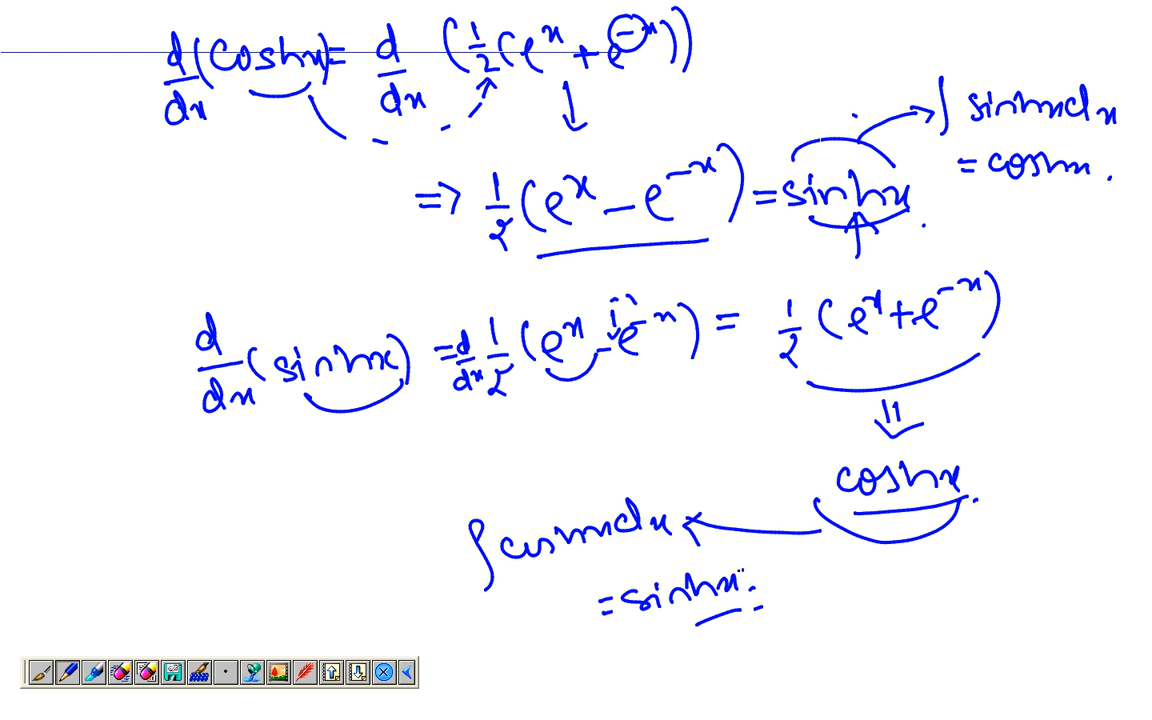 d/dx (coshx) = d/dx (1/2 (e^x + e^-x))
∫ sinhx dx
= coshx.
=> 1/2 (e^x - e^-x) = sinhx.
d/dx (sinhx) = d/dx 1/2 (e^x - e^-x) = 1/2 (e^x + e^-x)
coshx.
∫ coshx dx
= sinhx.